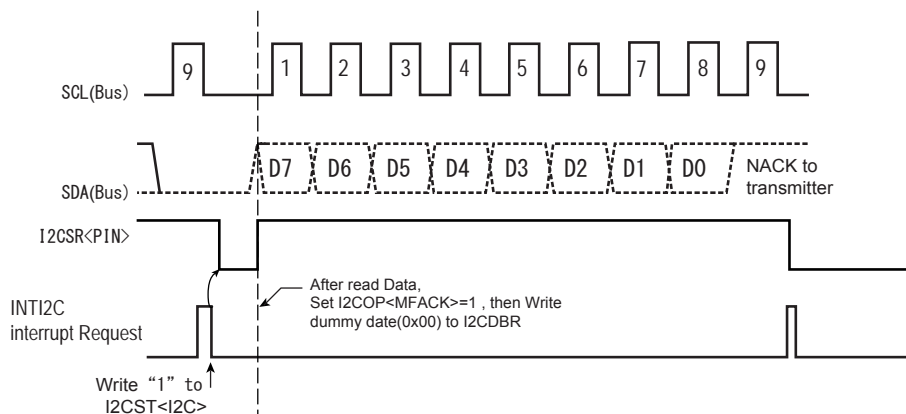 9 1 2 3 4 5 6 7 8 9
SCL(Bus)
D7 D6 D5 D4 D3 D2 D1 D0
NACK to
transmitter
SDA(Bus)
I2CSR<PIN>
After read Data,
Set I2COP<MFACK>=1 , then Write
dummy date(0x00) to I2CDBR
INTI2C
interrupt Request
Write “1” to
I2CST<I2C>